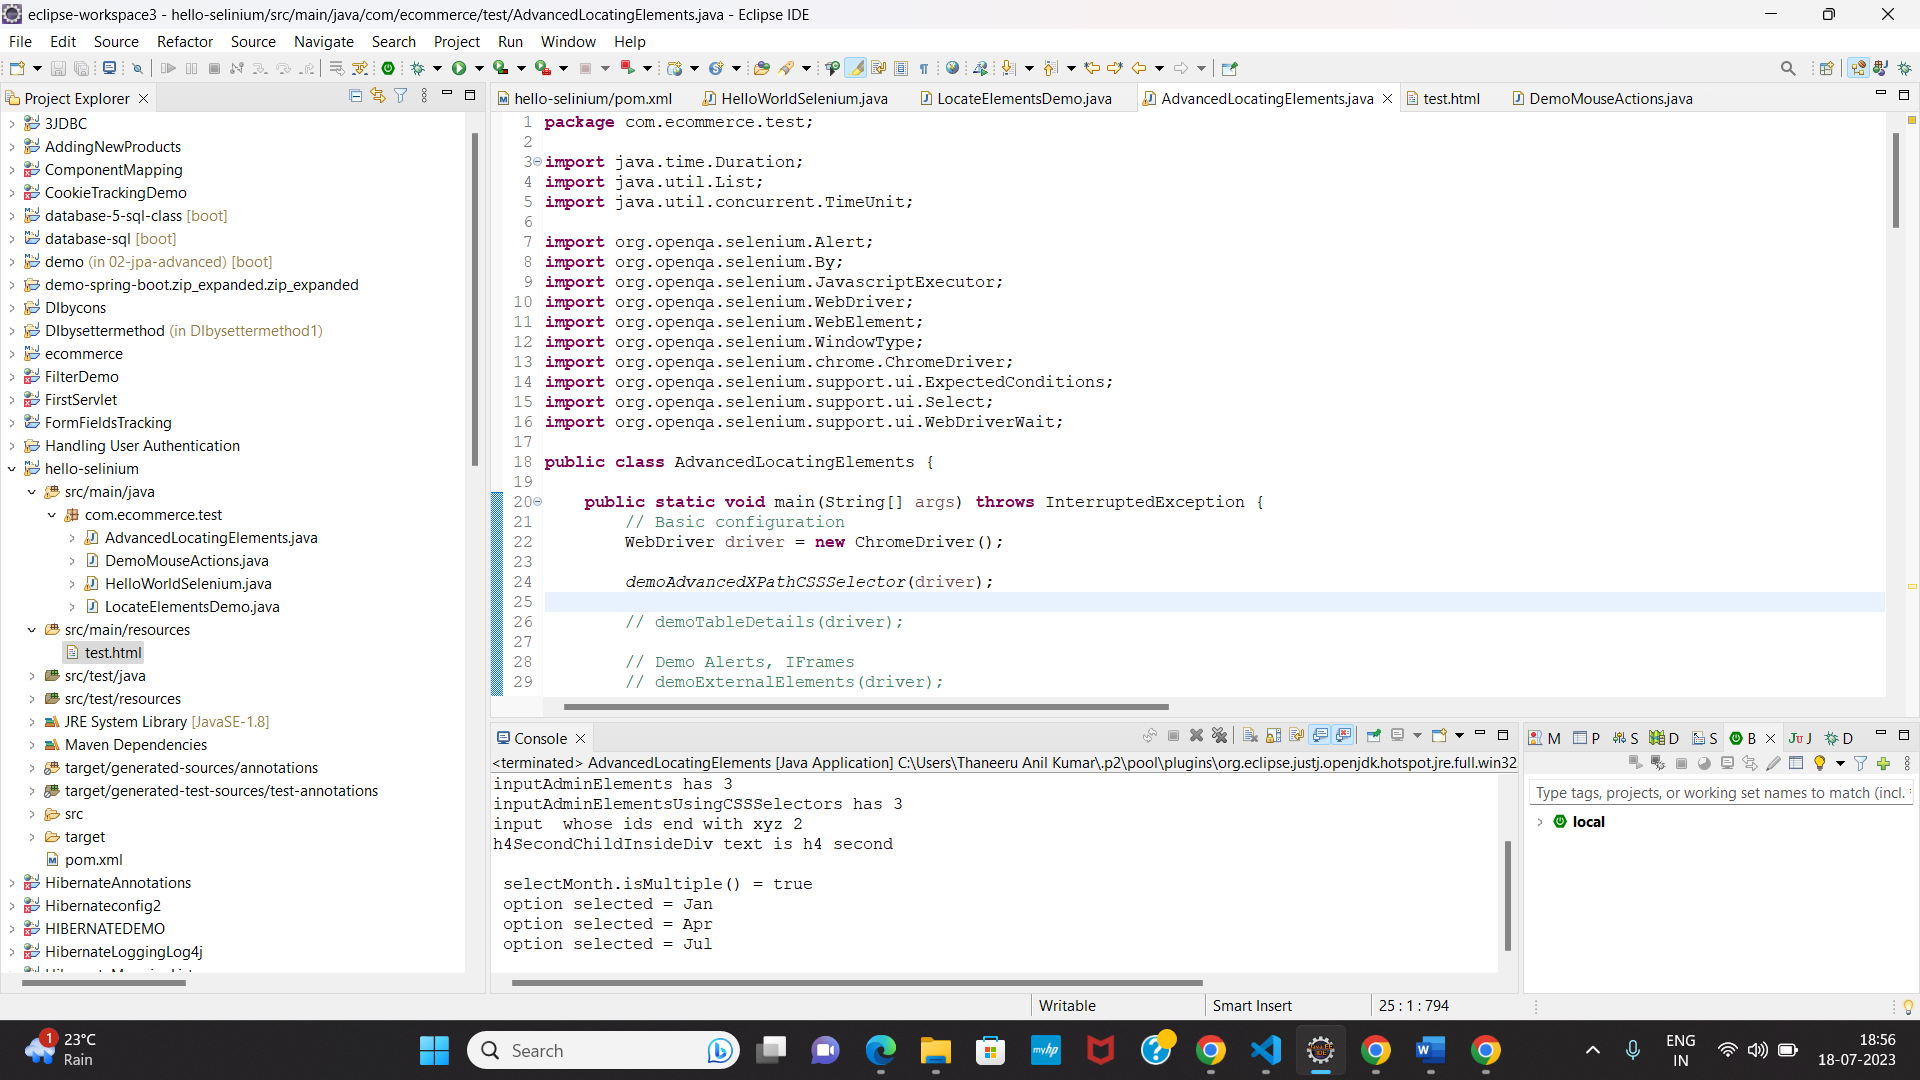 eclipse-workspace3 - hello-selinium/src/main/java/com/ecommerce/test/AdvancedLocatingElements.java - Eclipse IDE
File Edit Source Refactor Source Navigate Search Project Run Window Help
Project Explorer
3JDBC
AddingNewProducts
ComponentMapping
CookieTrackingDemo
database-5-sql-class [boot]
database-sql [boot]
demo (in 02-jpa-advanced) [boot]
demo-spring-boot.zip_expanded.zip_expanded
DIbycons
DIbysettermethod (in DIbysettermethod1)
ecommerce
FilterDemo
FirstServlet
FormFieldsTracking
Handling User Authentication
hello-selinium
src/main/java
com.ecommerce.test
AdvancedLocatingElements.java
DemoMouseActions.java
HelloWorldSelenium.java
LocateElementsDemo.java
src/main/resources
test.html
src/test/java
src/test/resources
JRE System Library [JavaSE-1.8]
Maven Dependencies
target/generated-sources/annotations
target/generated-test-sources/test-annotations
src
target
pom.xml
HibernateAnnotations
Hibernateconfig2
HIBERNATEDEMO
HibernateLoggingLog4j
hello-selinium/pom.xml HelloWorldSelenium.java LocateElementsDemo.java AdvancedLocatingElements.java test.html DemoMouseActions.java
1 package com.ecommerce.test;
2
3 import java.time.Duration;
4 import java.util.List;
5 import java.util.concurrent.TimeUnit;
6
7 import org.openqa.selenium.Alert;
8 import org.openqa.selenium.By;
9 import org.openqa.selenium.JavascriptExecutor;
10 import org.openqa.selenium.WebDriver;
11 import org.openqa.selenium.WebElement;
12 import org.openqa.selenium.WindowType;
13 import org.openqa.selenium.chrome.ChromeDriver;
14 import org.openqa.selenium.support.ui.ExpectedConditions;
15 import org.openqa.selenium.support.ui.Select;
16 import org.openqa.selenium.support.ui.WebDriverWait;
17
18 public class AdvancedLocatingElements {
19
20 public static void main(String[] args) throws InterruptedException {
21 // Basic configuration
22 WebDriver driver = new ChromeDriver();
23
24 demoAdvancedXPathCSSSelector(driver);
25
26 // demoTableDetails(driver);
27
28 // Demo Alerts, IFrames
29 // demoExternalElements(driver);
Console
<terminated> AdvancedLocatingElements [Java Application] C:\Users\Thaneeru Anil Kumar\.p2\pool\plugins\org.eclipse.justj.openjdk.hotspot.jre.full.win32
inputAdminElements has 3
inputAdminElementsUsingCSSSelectors has 3
input  whose ids end with xyz 2
h4SecondChildInsideDiv text is h4 second
selectMonth.isMultiple() = true
option selected = Jan
option selected = Apr
option selected = Jul
M P S D S B J D
Type tags, projects, or working set names to match (incl. *
local
Writable Smart Insert 25 : 1 : 794
1
23°C
Rain
Search
myhp
ENG
IN
18:56
18-07-2023